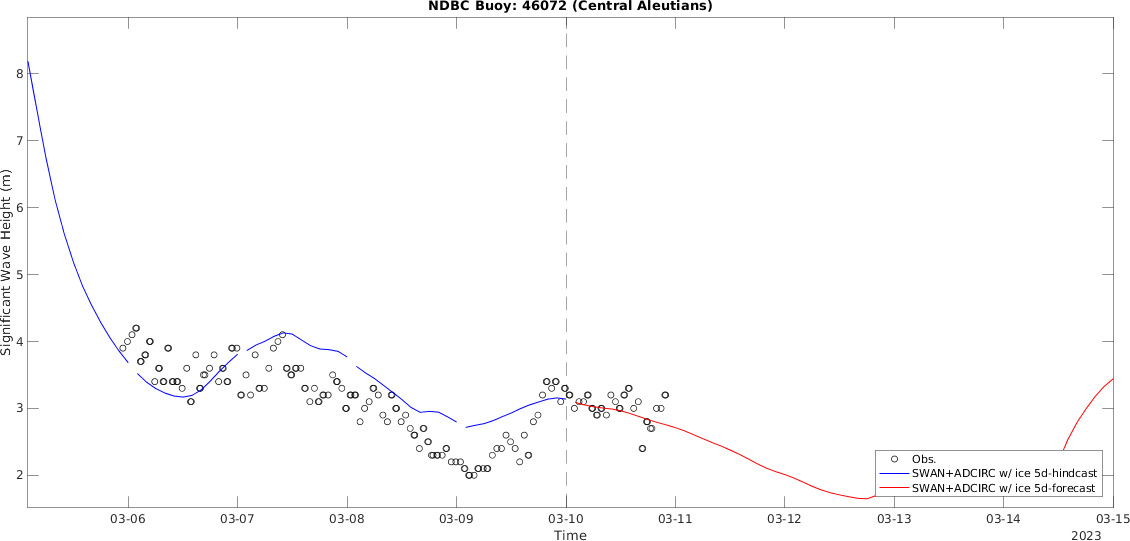 NDBC Buoy: 46072 (Central Aleutians)
Significant Wave Height (m)
8
7
6
5
4
3
2
Obs.
SWAN+ADCIRC w/ ice 5d-hindcast
SWAN+ADCIRC w/ ice 5d-forecast
03-06 03-07 03-08 03-09 03-10 03-11 03-12 03-13 03-14 03-15
Time
2023